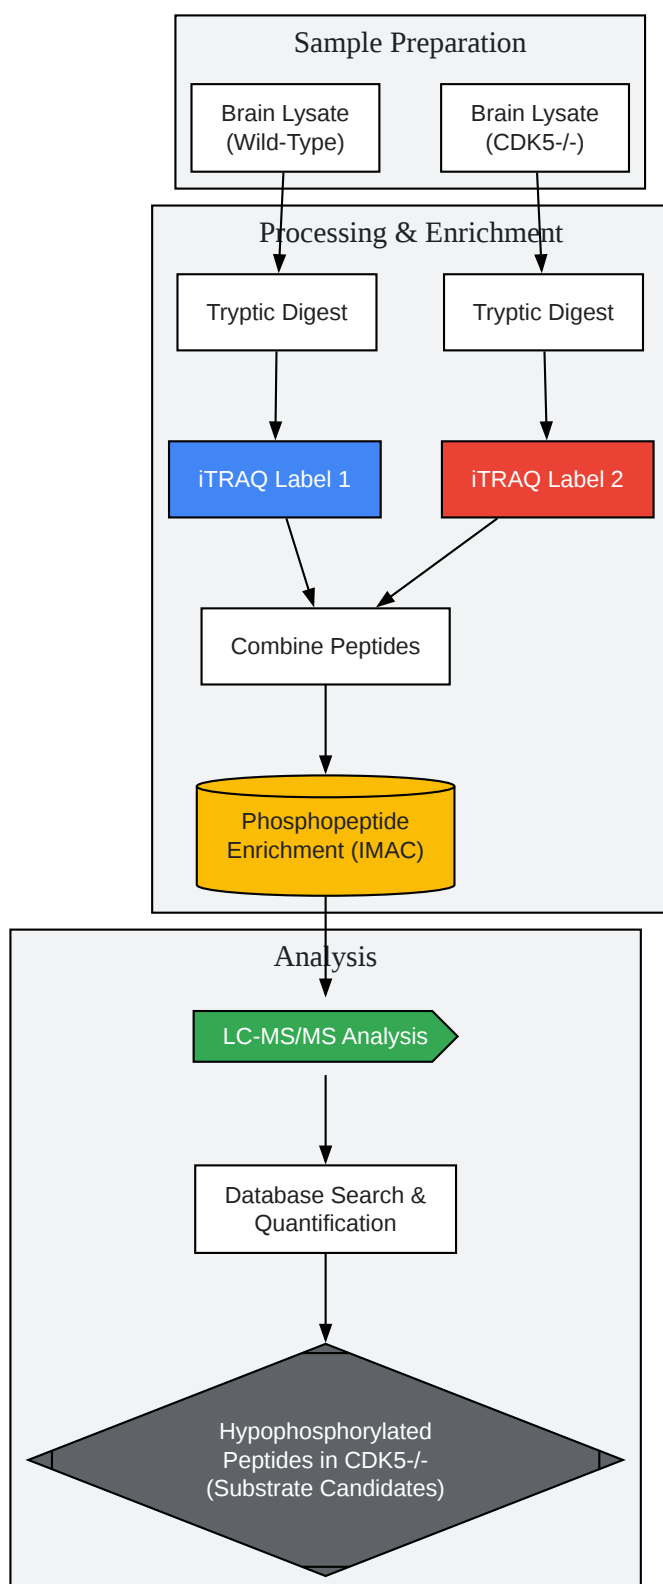 Sample Preparation
Brain Lysate
(Wild-Type)
Brain Lysate
(CDK5-/-)
Processing & Enrichment
Tryptic Digest
Tryptic Digest
iTRAQ Label 1
iTRAQ Label 2
Combine Peptides
Phosphopeptide
Enrichment (IMAC)
Analysis
LC-MS/MS Analysis
Database Search &
Quantification
Hypophosphorylated
Peptides in CDK5-/-
(Substrate Candidates)